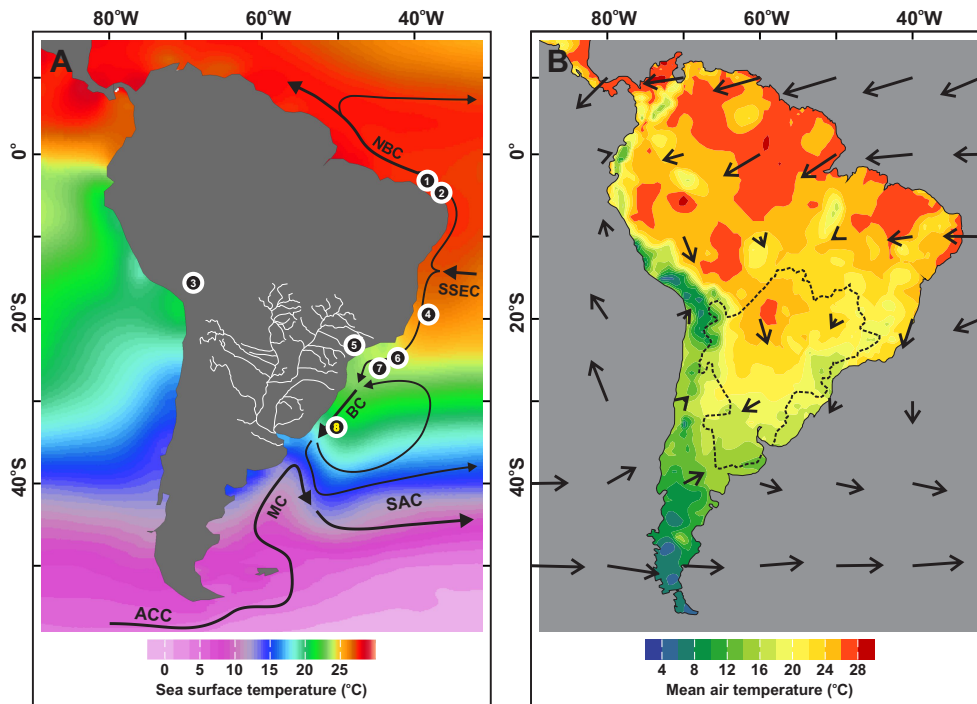 80°W 60°W 40°W
80°W 60°W 40°W
A
B
NBC
0°
1
2
SSEC
3
20°S
4
5
6
7
BC
8
40°S
MC
SAC
ACC
0°
20°S
40°S
0 5 10 15 20 25
Sea surface temperature (°C)
4 8 12 16 20 24 28
Mean air temperature (°C)